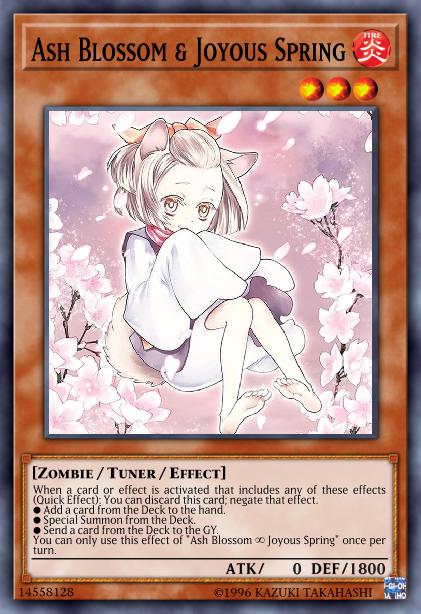 ASH BLOSSOM & JOYOUS SPRING
FIRE
炎
[ZOMBIE / TUNER / EFFECT]
When a card or effect is activated that includes any of these effects
(Quick Effect): You can discard this card; negate that effect.
● Add a card from the Deck to the hand.
● Special Summon from the Deck.
● Send a card from the Deck to the GY.
You can only use this effect of "Ash Blossom ∞ Joyous Spring" once per
turn.
ATK/ 0 DEF/1800
14558128 ©1996 KAZUKI TAKAHASHI